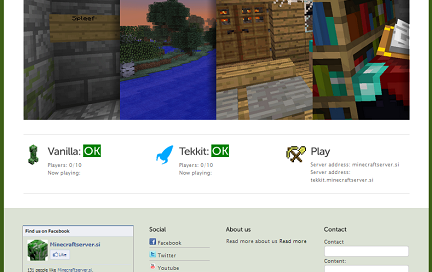 Spleef
Vanilla: OK
Players: 0/10
Now playing:
Tekkit: OK
Players: 0/10
Now playing:
Play
Server address: minecraftserver.si
Server address:
tekkit.minecraftserver.si
Find us on Facebook
Minecraftserver.si
Like
131 people like Minecraftserver.si.
Social
Facebook
Twitter
Youtube
About us
Read more about us Read more
Contact
Contact
Content: